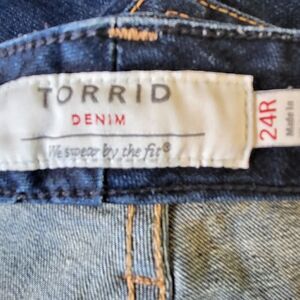 TORRID
DENIM
We swear by the fit®
24R
Made in